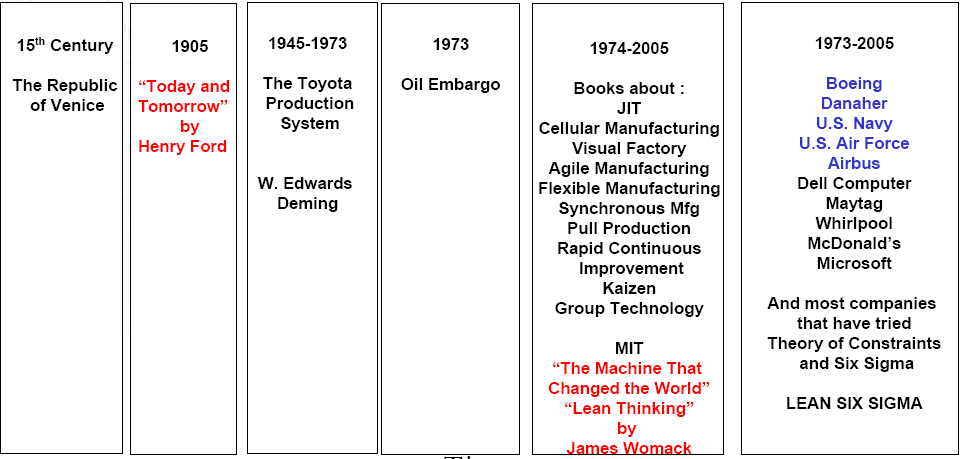 15th Century
The Republic
of Venice
1905
“Today and
Tomorrow”
by
Henry Ford
1945-1973
The Toyota
Production
System
W. Edwards
Deming
1973
Oil Embargo
1974-2005
Books about :
JIT
Cellular Manufacturing
Visual Factory
Agile Manufacturing
Flexible Manufacturing
Synchronous Mfg
Pull Production
Rapid Continuous
Improvement
Kaizen
Group Technology
MIT
“The Machine That
Changed the World”
“Lean Thinking”
by
James Womack
1973-2005
Boeing
Danaher
U.S. Navy
U.S. Air Force
Airbus
Dell Computer
Maytag
Whirlpool
McDonald’s
Microsoft
And most companies
that have tried
Theory of Constraints
and Six Sigma
LEAN SIX SIGMA